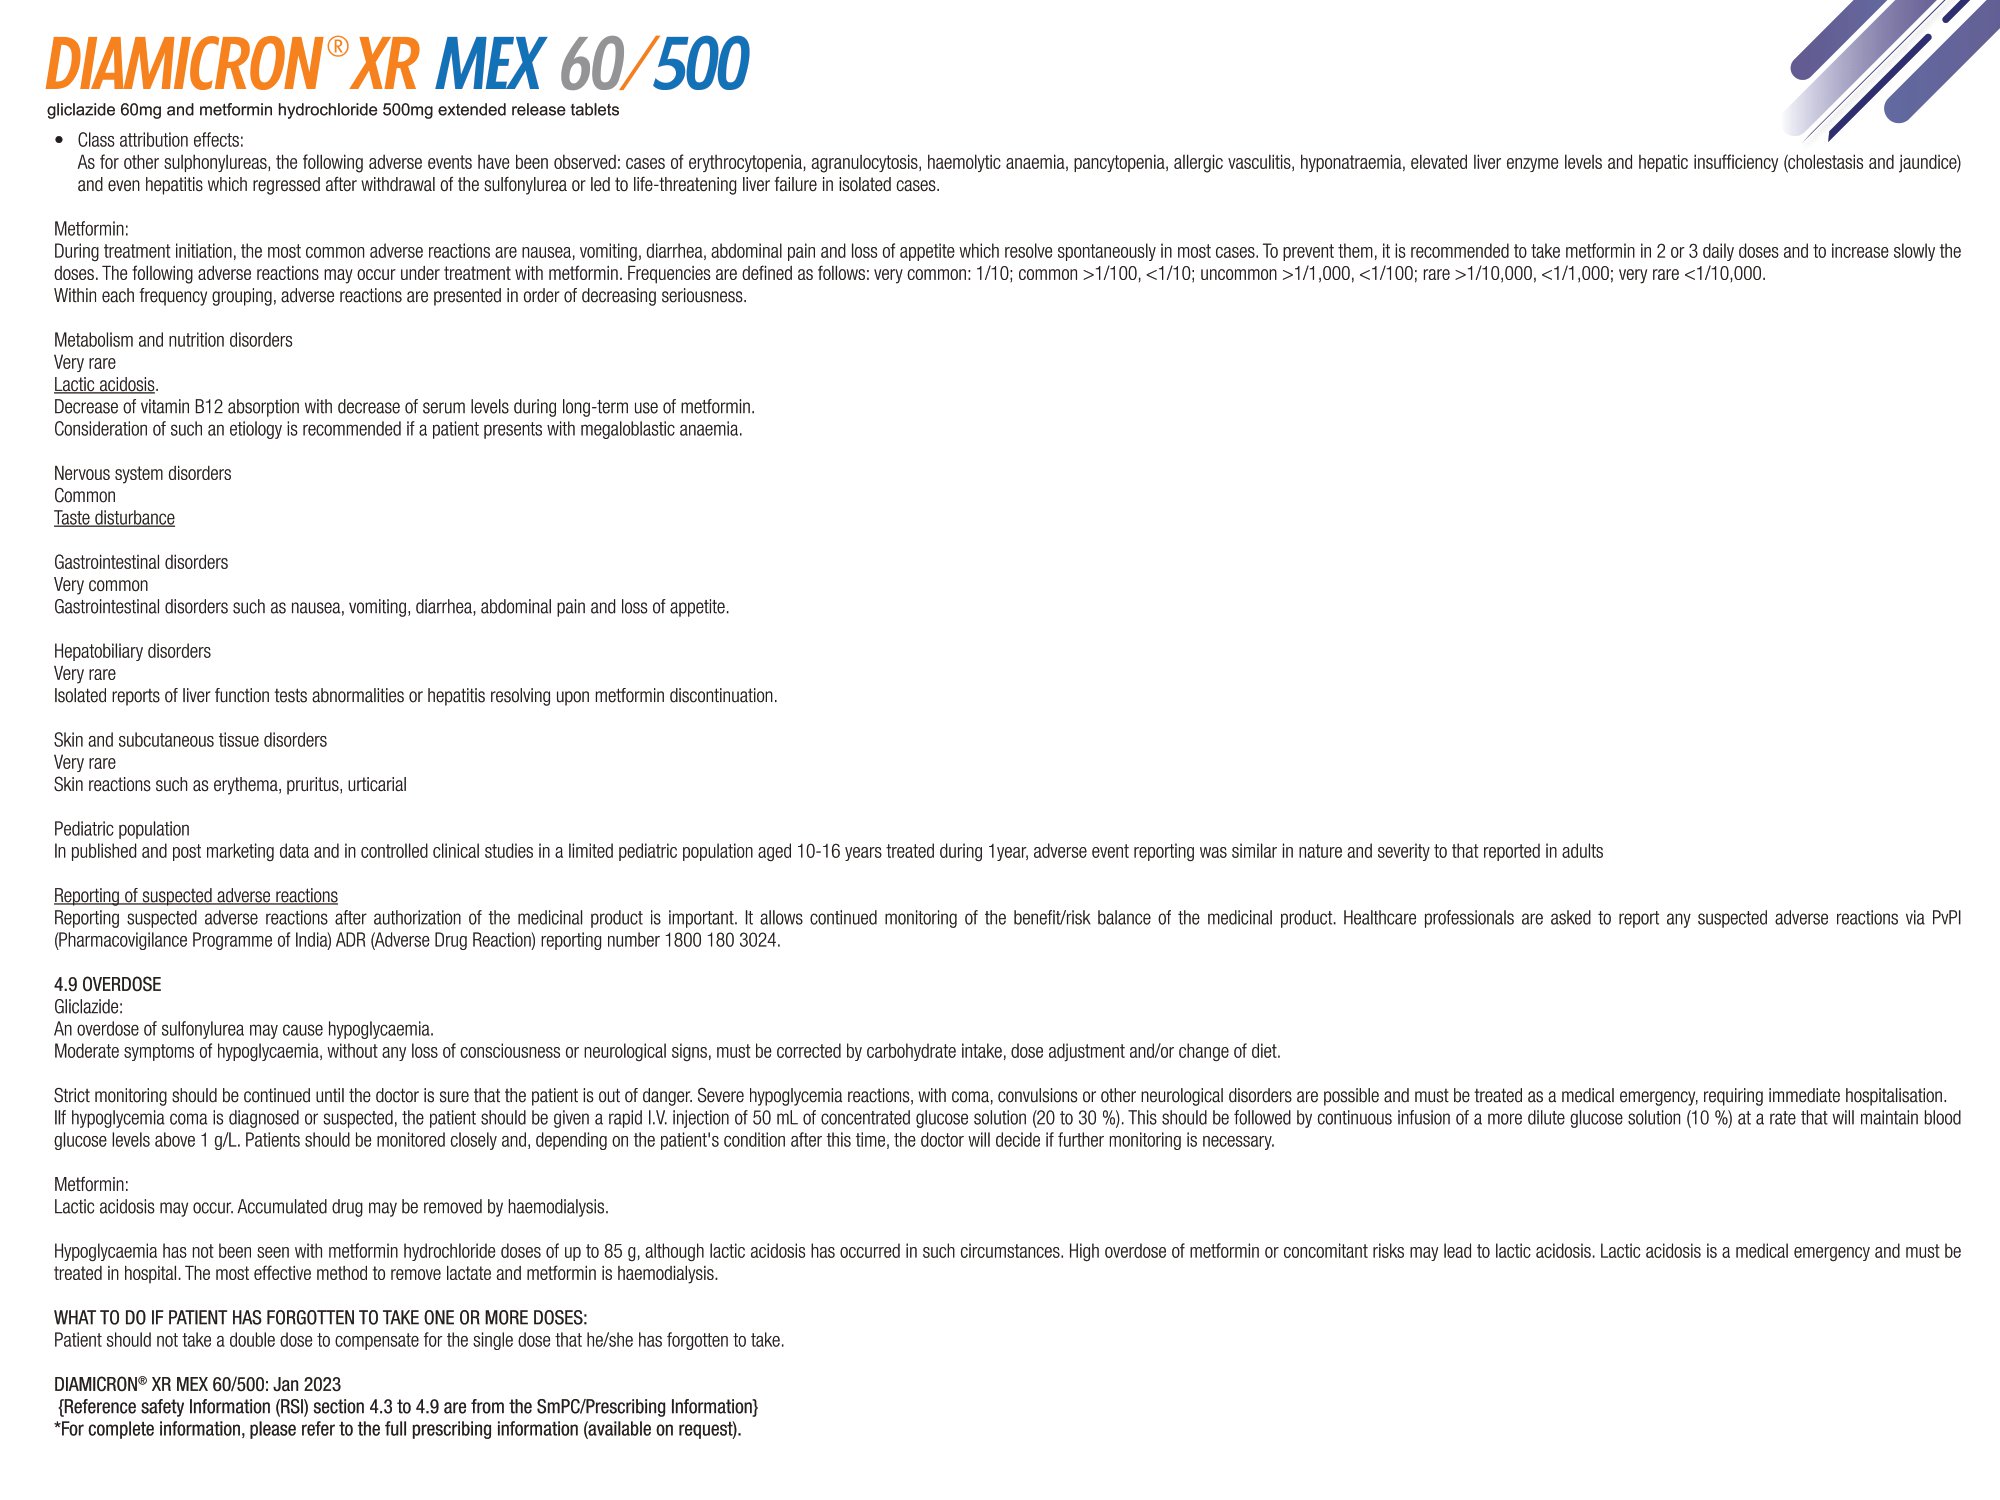 DIAMICRON® XR MEX 60/500
gliclazide 60mg and metformin hydrochloride 500mg extended release tablets
• Class attribution effects:
As for other sulphonylureas, the following adverse events have been observed: cases of erythrocytopenia, agranulocytosis, haemolytic anaemia, pancytopenia, allergic vasculitis, hyponatraemia, elevated liver enzyme levels and hepatic insufficiency (cholestasis and jaundice)
and even hepatitis which regressed after withdrawal of the sulfonylurea or led to life-threatening liver failure in isolated cases.
Metformin:
During treatment initiation, the most common adverse reactions are nausea, vomiting, diarrhea, abdominal pain and loss of appetite which resolve spontaneously in most cases. To prevent them, it is recommended to take metformin in 2 or 3 daily doses and to increase slowly the
doses. The following adverse reactions may occur under treatment with metformin. Frequencies are defined as follows: very common: 1/10; common >1/100, <1/10; uncommon >1/1,000, <1/100; rare >1/10,000, <1/1,000; very rare <1/10,000.
Within each frequency grouping, adverse reactions are presented in order of decreasing seriousness.
Metabolism and nutrition disorders
Very rare
Lactic acidosis.
Decrease of vitamin B12 absorption with decrease of serum levels during long-term use of metformin.
Consideration of such an etiology is recommended if a patient presents with megaloblastic anaemia.
Nervous system disorders
Common
Taste disturbance
Gastrointestinal disorders
Very common
Gastrointestinal disorders such as nausea, vomiting, diarrhea, abdominal pain and loss of appetite.
Hepatobiliary disorders
Very rare
Isolated reports of liver function tests abnormalities or hepatitis resolving upon metformin discontinuation.
Skin and subcutaneous tissue disorders
Very rare
Skin reactions such as erythema, pruritus, urticarial
Pediatric population
In published and post marketing data and in controlled clinical studies in a limited pediatric population aged 10-16 years treated during 1year, adverse event reporting was similar in nature and severity to that reported in adults
Reporting of suspected adverse reactions
Reporting suspected adverse reactions after authorization of the medicinal product is important. It allows continued monitoring of the benefit/risk balance of the medicinal product. Healthcare professionals are asked to report any suspected adverse reactions via PvPI
(Pharmacovigilance Programme of India) ADR (Adverse Drug Reaction) reporting number 1800 180 3024.
4.9 OVERDOSE
Gliclazide:
An overdose of sulfonylurea may cause hypoglycaemia.
Moderate symptoms of hypoglycaemia, without any loss of consciousness or neurological signs, must be corrected by carbohydrate intake, dose adjustment and/or change of diet.
Strict monitoring should be continued until the doctor is sure that the patient is out of danger. Severe hypoglycemia reactions, with coma, convulsions or other neurological disorders are possible and must be treated as a medical emergency, requiring immediate hospitalisation.
IIf hypoglycemia coma is diagnosed or suspected, the patient should be given a rapid I.V. injection of 50 mL of concentrated glucose solution (20 to 30 %). This should be followed by continuous infusion of a more dilute glucose solution (10 %) at a rate that will maintain blood
glucose levels above 1 g/L. Patients should be monitored closely and, depending on the patient's condition after this time, the doctor will decide if further monitoring is necessary.
Metformin:
Lactic acidosis may occur. Accumulated drug may be removed by haemodialysis.
Hypoglycaemia has not been seen with metformin hydrochloride doses of up to 85 g, although lactic acidosis has occurred in such circumstances. High overdose of metformin or concomitant risks may lead to lactic acidosis. Lactic acidosis is a medical emergency and must be
treated in hospital. The most effective method to remove lactate and metformin is haemodialysis.
WHAT TO DO IF PATIENT HAS FORGOTTEN TO TAKE ONE OR MORE DOSES:
Patient should not take a double dose to compensate for the single dose that he/she has forgotten to take.
DIAMICRON® XR MEX 60/500: Jan 2023
{Reference safety Information (RSI) section 4.3 to 4.9 are from the SmPC/Prescribing Information}
*For complete information, please refer to the full prescribing information (available on request).